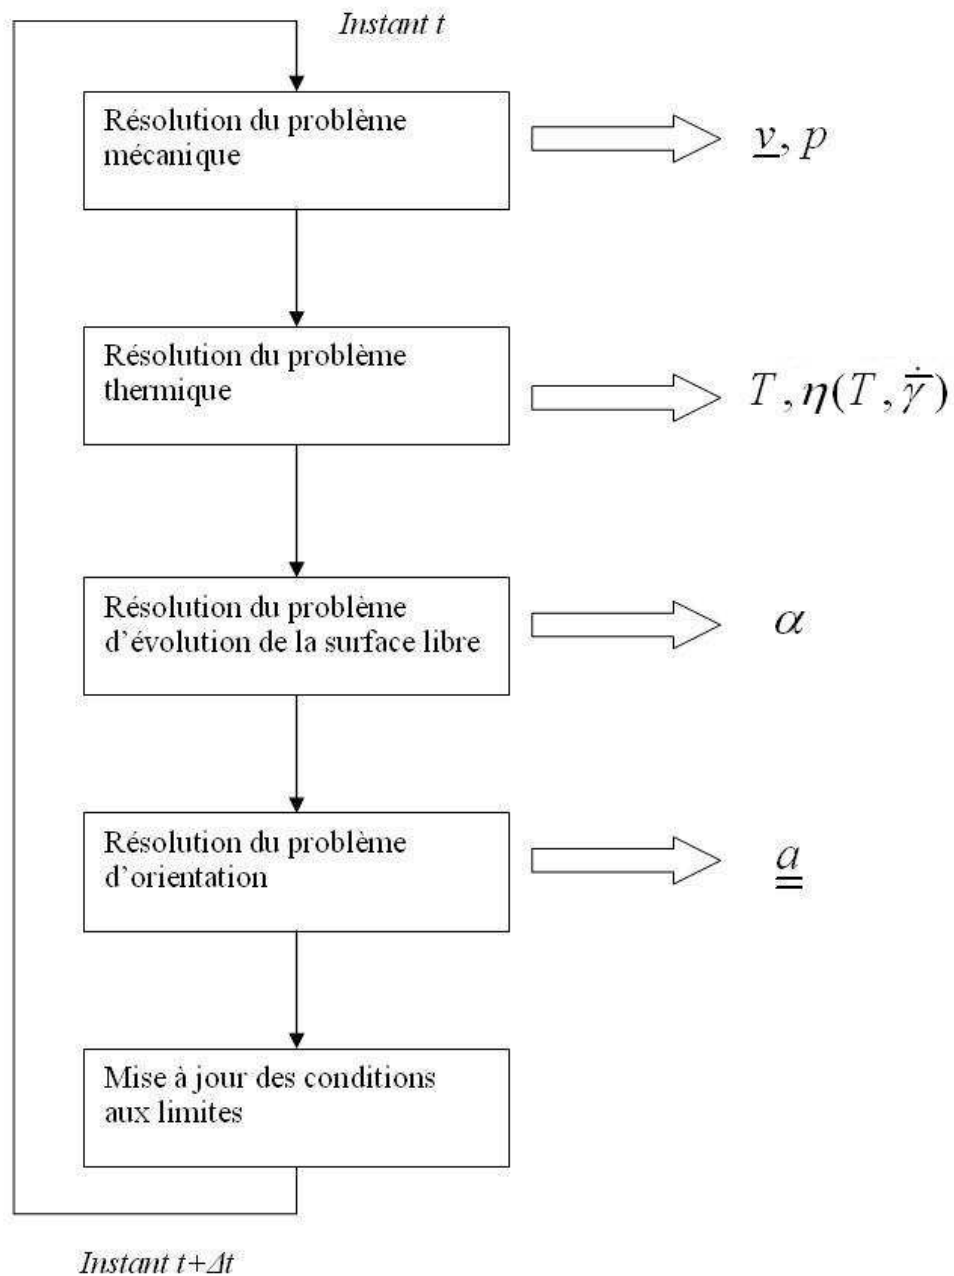 Instant t
Résolution du problème
mécanique
v, p
Résolution du problème
thermique
T, η(T, γ̇)
Résolution du problème
d'évolution de la surface libre
α
Résolution du problème
d'orientation
a
Mise à jour des conditions
aux limites
Instant t+Δt